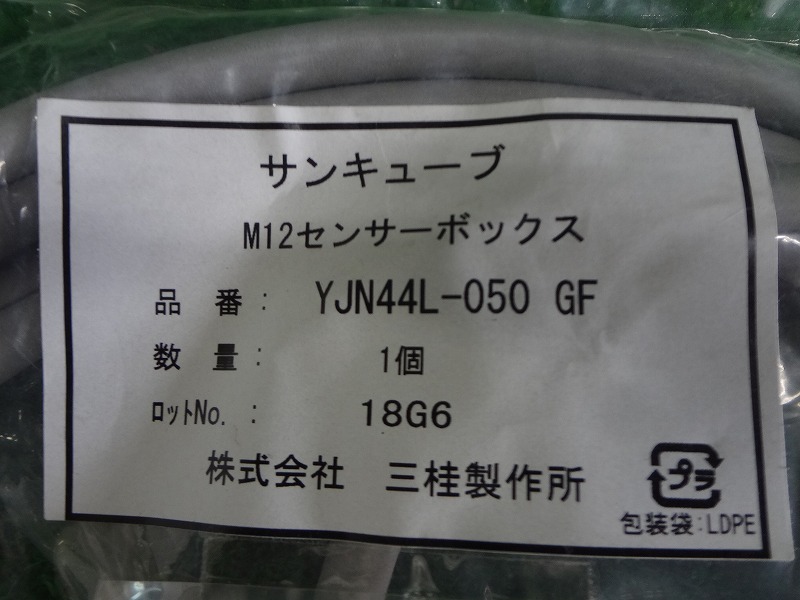 サンキューブ
M12センサーボックス
品 番: YJN44L-050 GF
数 量: 1個
ﾛｯﾄNo. : 18G6
株式会社 三桂製作所
プラ
包装袋:LDPE